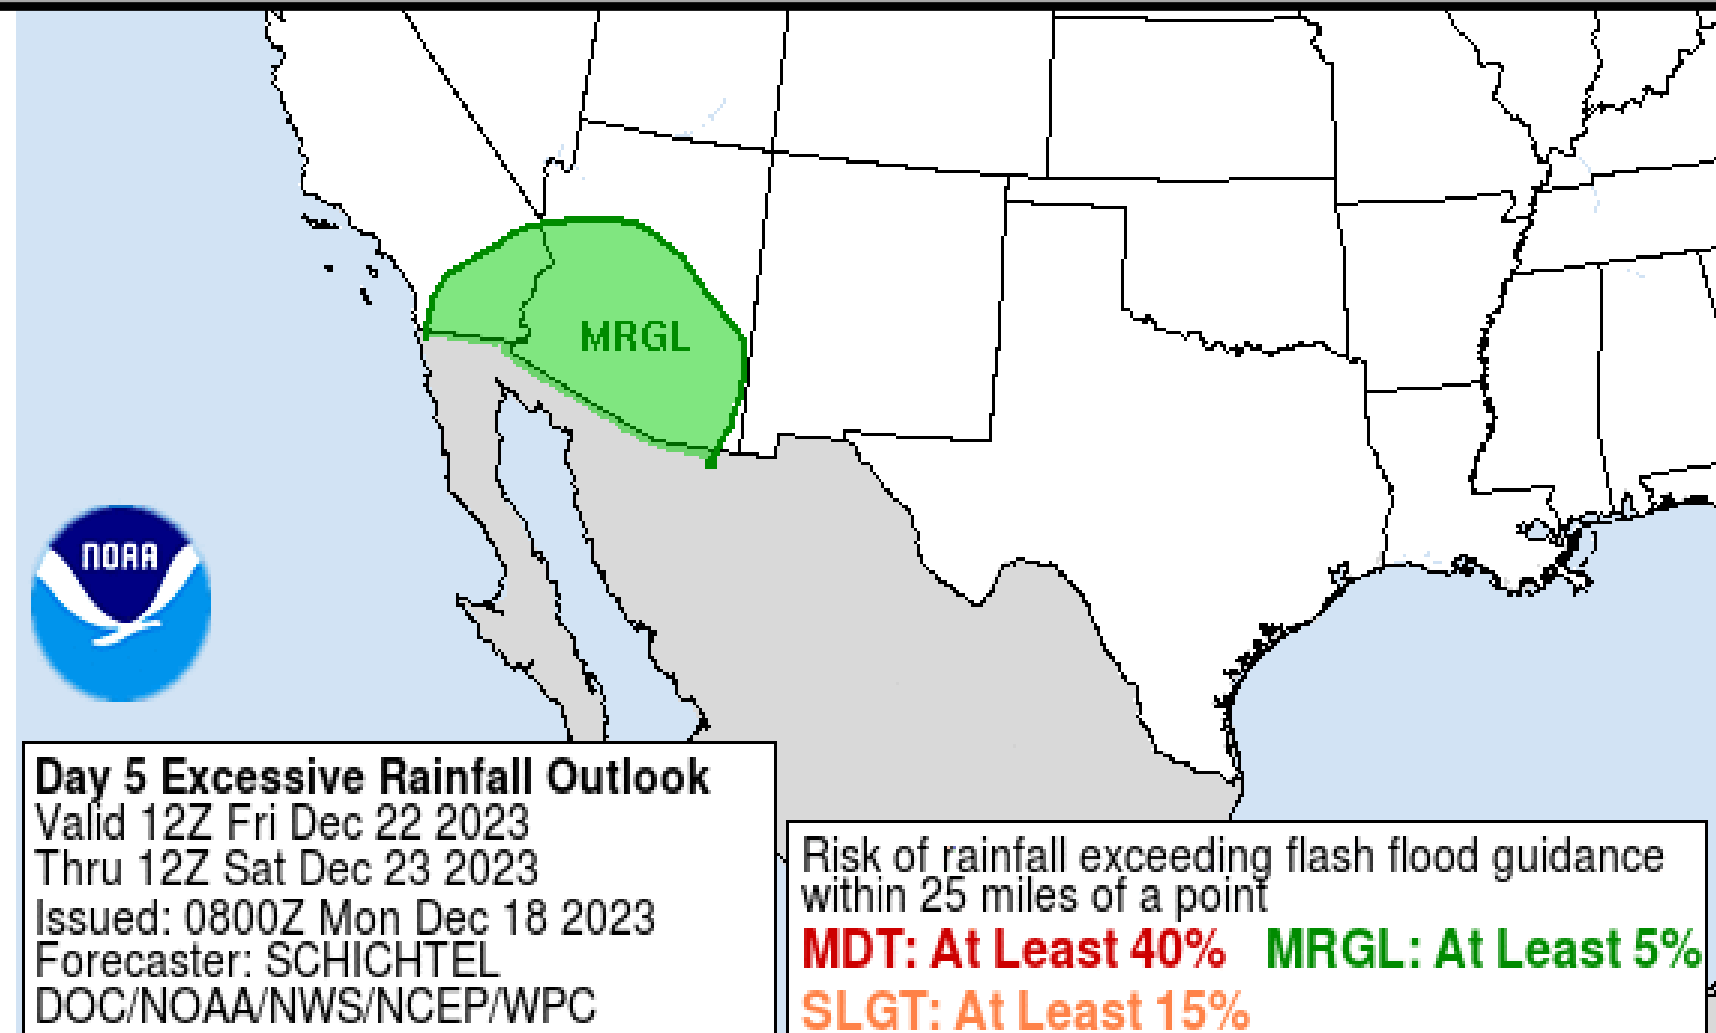 MRGL
NOAA
Day 5 Excessive Rainfall Outlook
Valid 12Z Fri Dec 22 2023
Thru 12Z Sat Dec 23 2023
Issued: 0800Z Mon Dec 18 2023
Forecaster: SCHICHTEL
DOC/NOAA/NWS/NCEP/WPC
Risk of rainfall exceeding flash flood guidance
within 25 miles of a point
MDT: At Least 40% MRGL: At Least 5%
SLGT: At Least 15%